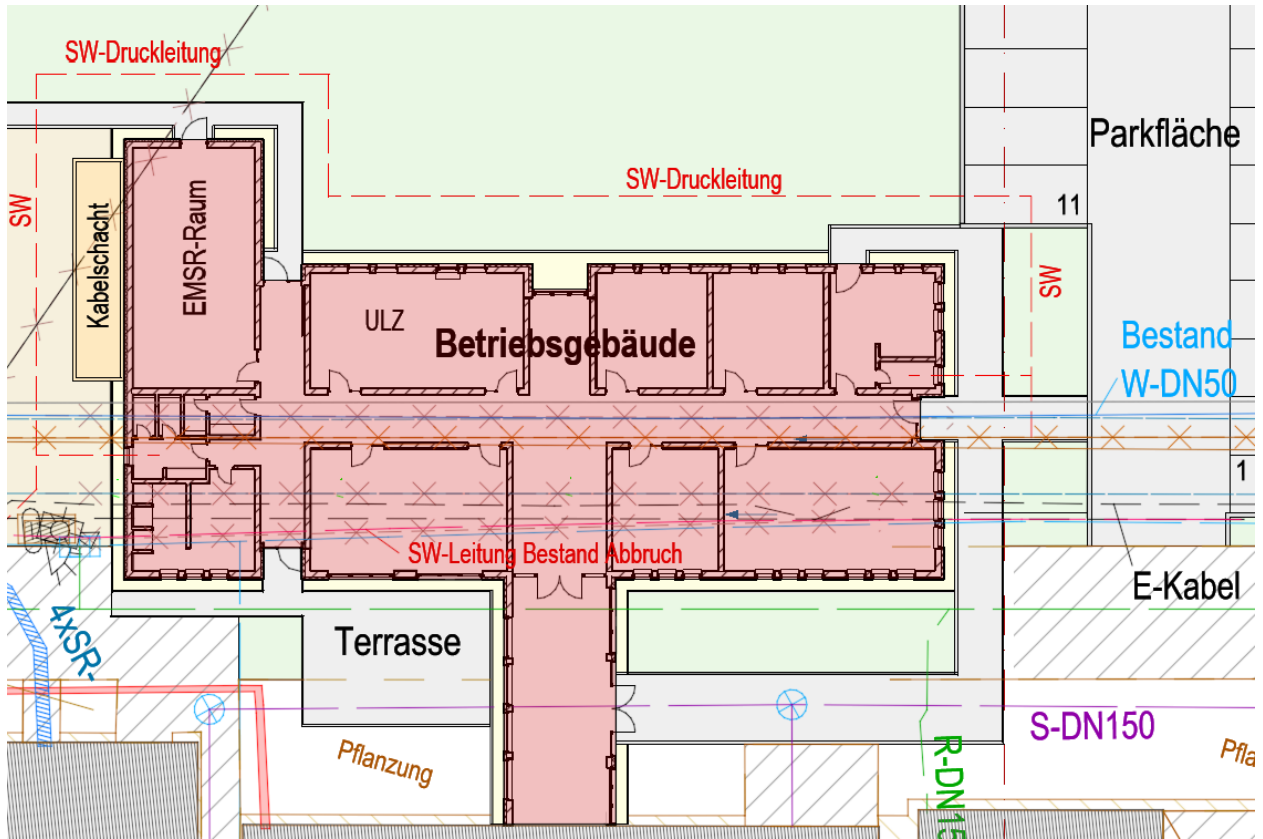 SW-Druckleitung
Parkfläche
SW-Druckleitung
SW
11
EMSR-Raum
Kabelschacht
SW
ULZ
Betriebsgebäude
Bestand
W-DN50
1
SW-Leitung Bestand Abbruch
E-Kabel
4xSR-
Terrasse
S-DN150
Pflanzung
R-DN15
Pfla